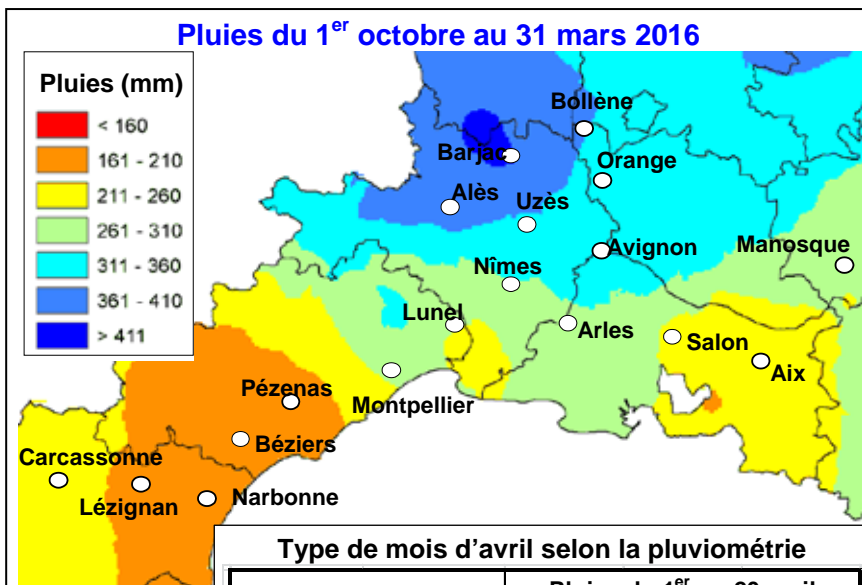 Pluies du 1er octobre au 31 mars 2016
Pluies (mm)
< 160
161 - 210
211 - 260
261 - 310
311 - 360
361 - 410
> 411
Bollène
Barjac
Orange
Alès
Uzès
Avignon
Manosque
Nîmes
Lunel
Arles
Salon
Aix
Pézenas
Montpellier
Béziers
Carcassonne
Lézignan
Narbonne
Type de mois d'avril selon la pluviométrie